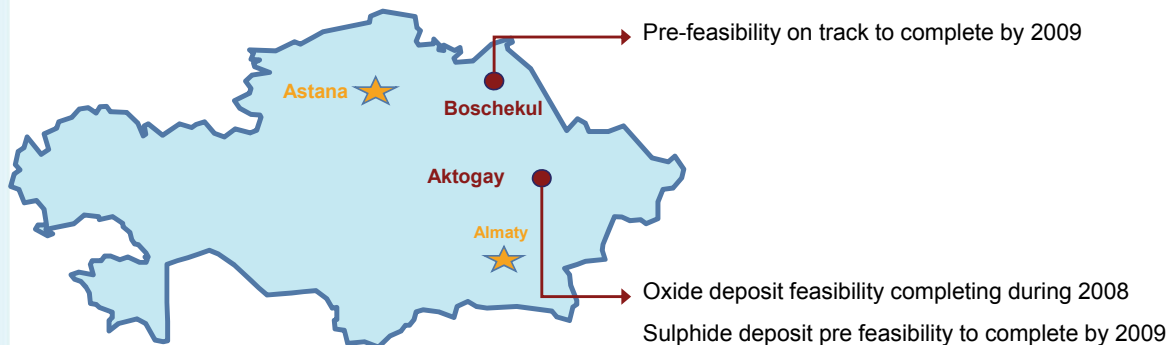 Pre-feasibility on track to complete by 2009
Astana
Boschekul
Aktogay
Almaty
Oxide deposit feasibility completing during 2008
Sulphide deposit pre feasibility to complete by 2009